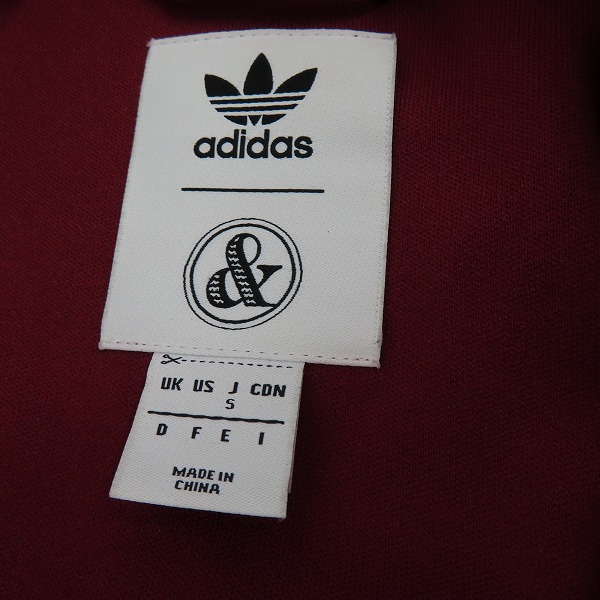 adidas
&
UK US J CDN
S
D F E I
MADE IN
CHINA